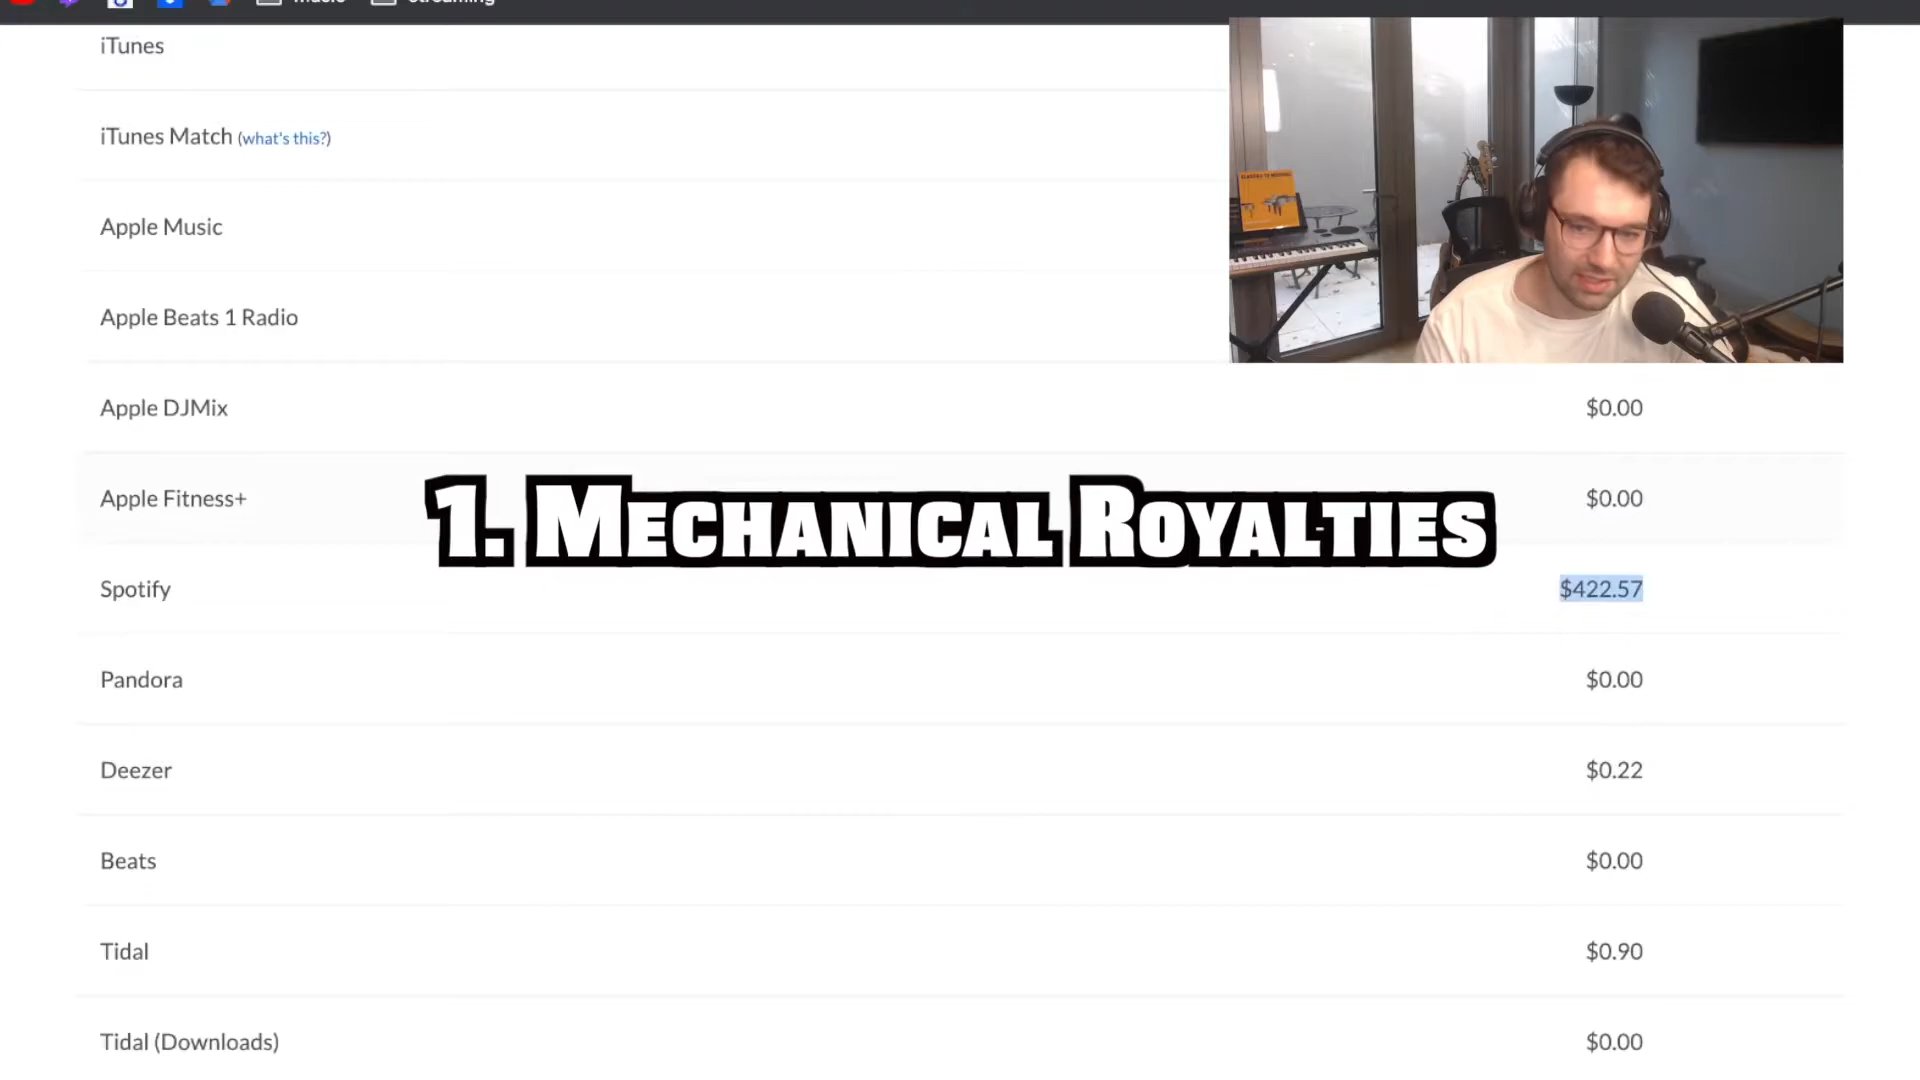 music streaming
iTunes
iTunes Match (what's this?)
Apple Music
Apple Beats 1 Radio
Apple DJMix $0.00
Apple Fitness+ $0.00
1. Mechanical Royalties
Spotify $422.57
Pandora $0.00
Deezer $0.22
Beats $0.00
Tidal $0.90
Tidal (Downloads) $0.00